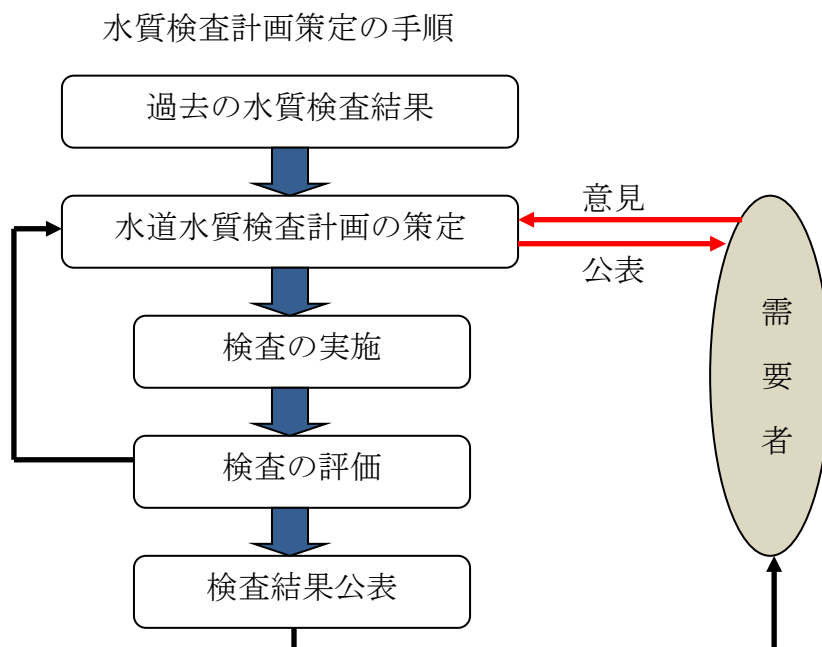 水質検査計画策定の手順
過去の水質検査結果
水道水質検査計画の策定
意見
公表
検査の実施
検査の評価
検査結果公表
需
要
者